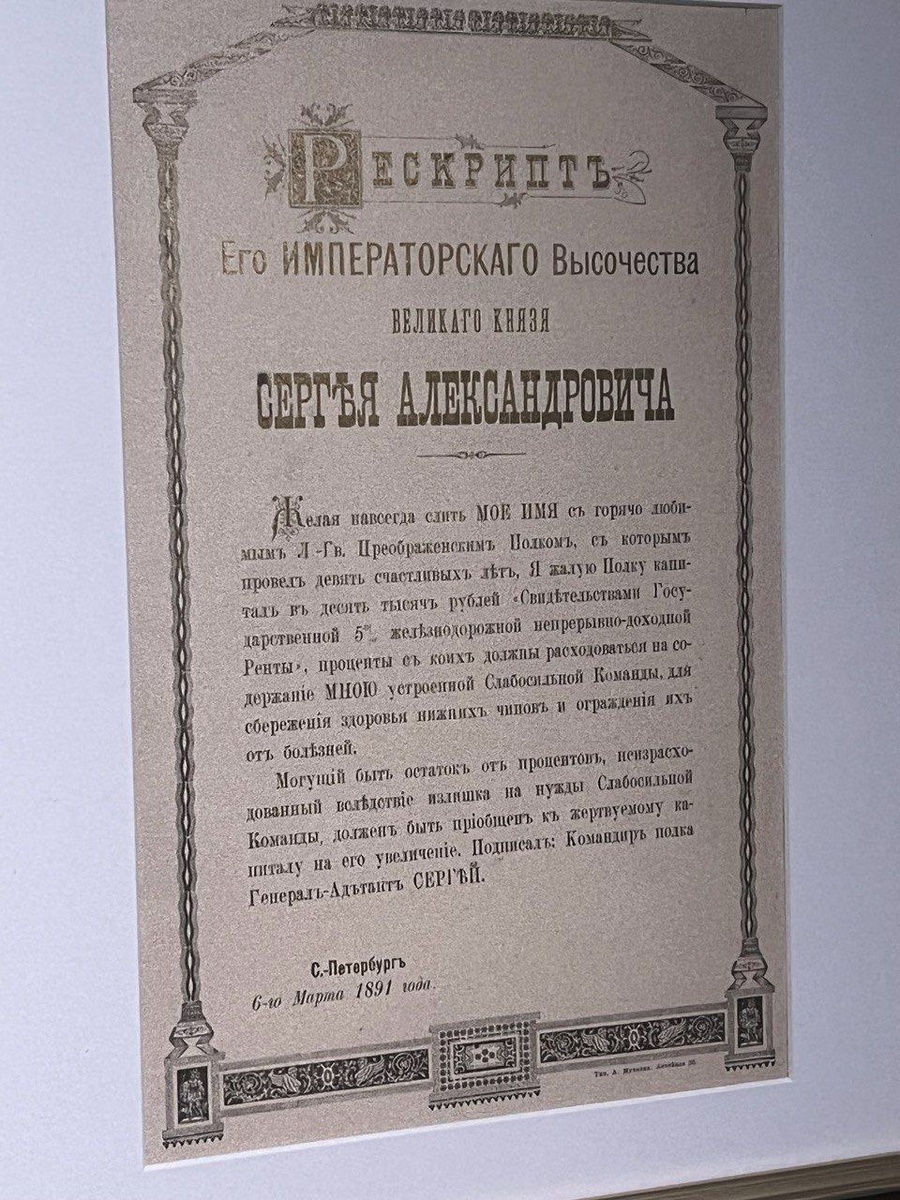 Рескриптъ
Его ИМПЕРАТОРСКАГО Высочества
ВЕЛИКАГО КНЯЗЯ
СЕРГѢЯ АЛЕКСАНДРОВИЧА
Желая навсегда слить МОЕ ИМЯ съ горячо люби-
мымъ Л.-Гв. Преображенскимъ Полкомъ, съ которымъ
провелъ девять счастливыхъ лѣтъ, Я жалую Полку капи-
талъ въ десять тысячъ рублей «Свидѣтельствами Госу-
дарственной 5% желѣзнодорожной непрерывно-доходной
Ренты», проценты съ коихъ должны расходоваться на со-
держаніе МНОЮ устроенной Слабосильной Команды, для
сбереженія здоровья нижнихъ чиновъ и огражденія ихъ
отъ болѣзней.
Могущій быть остатокъ отъ процентовъ, неизрасхо-
дованный вслѣдствіе излишка на нужды Слабосильной
Команды, долженъ быть пріобщенъ къ жертвуемому ка-
питалу на его увеличеніе. Подписалъ: Командиръ полка
Генералъ-Адъютантъ СЕРГѢЙ.
С.-Петербургъ
6-го Марта 1891 года.
Тип. А.